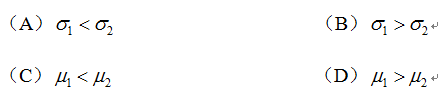 （A）σ₁ < σ₂ （B）σ₁ > σ₂
（C）μ₁ < μ₂ （D）μ₁ > μ₂